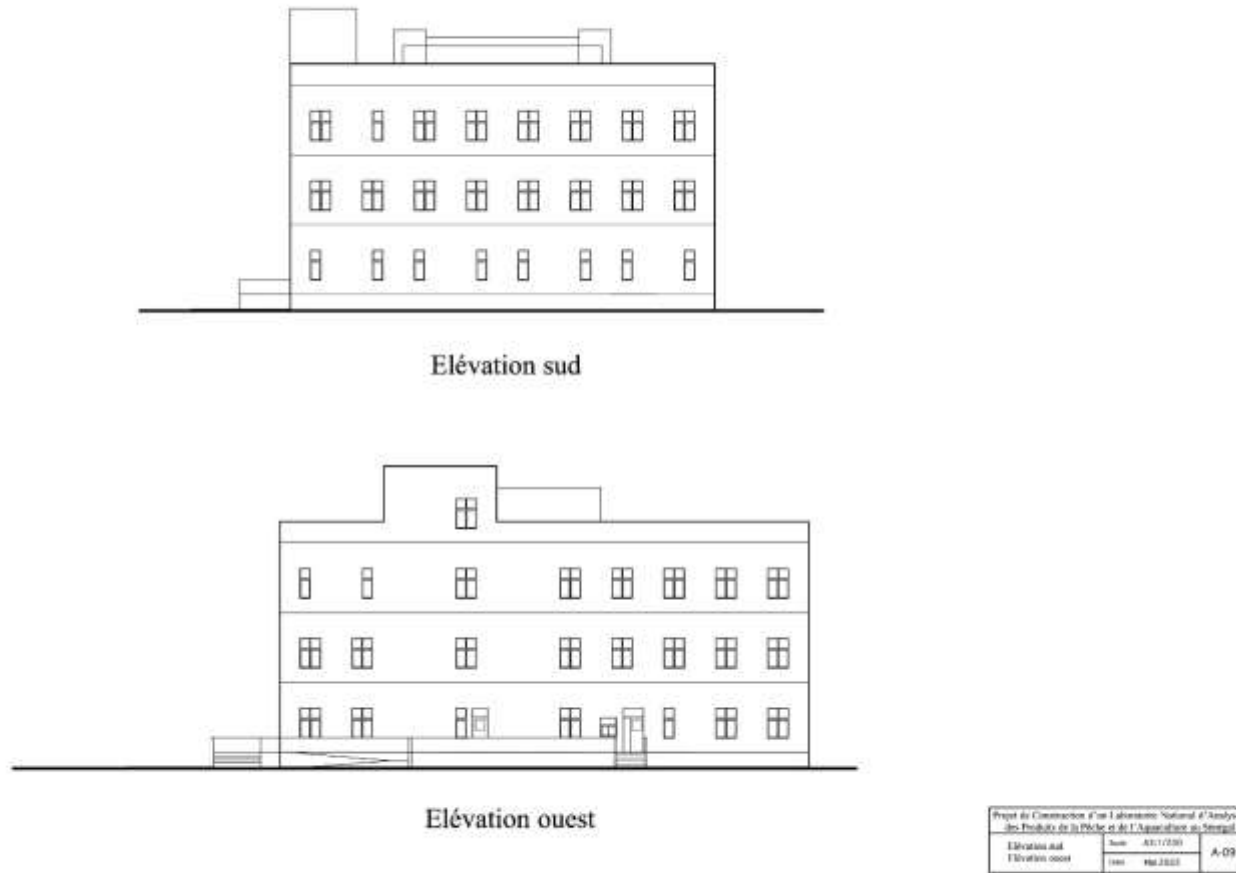 Elévation sud
Elévation ouest
Projet de Construction d'un Laboratoire National d'Analyse
des Produits de la Pêche et de l'Aquaculture au Sénégal
Elévation sud
Elévation ouest
A-09